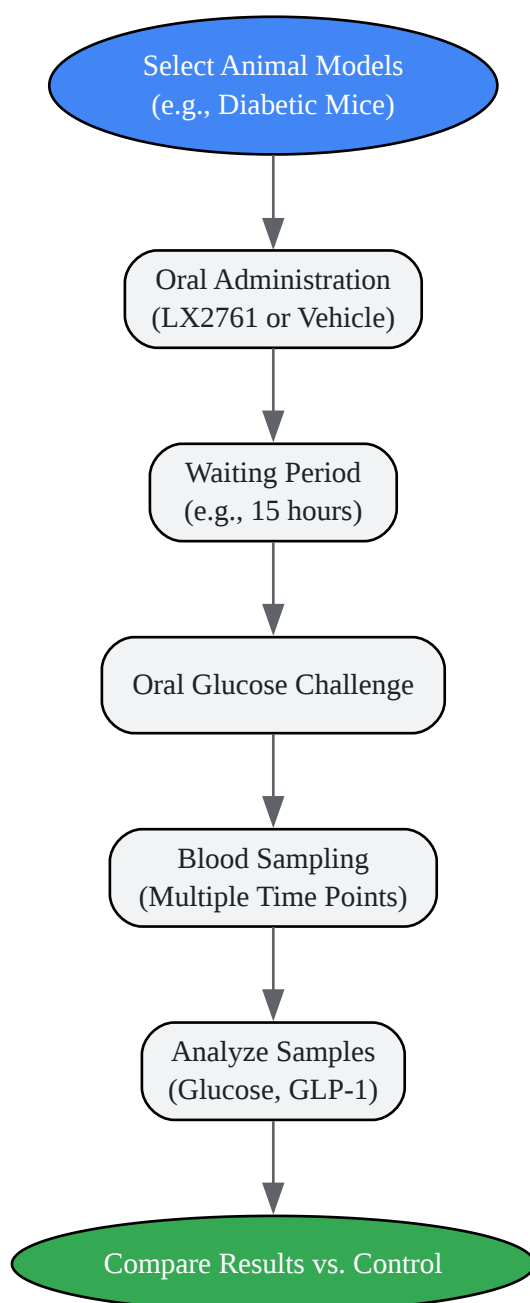 Select Animal Models
(e.g., Diabetic Mice)
Oral Administration
(LX2761 or Vehicle)
Waiting Period
(e.g., 15 hours)
Oral Glucose Challenge
Blood Sampling
(Multiple Time Points)
Analyze Samples
(Glucose, GLP-1)
Compare Results vs. Control